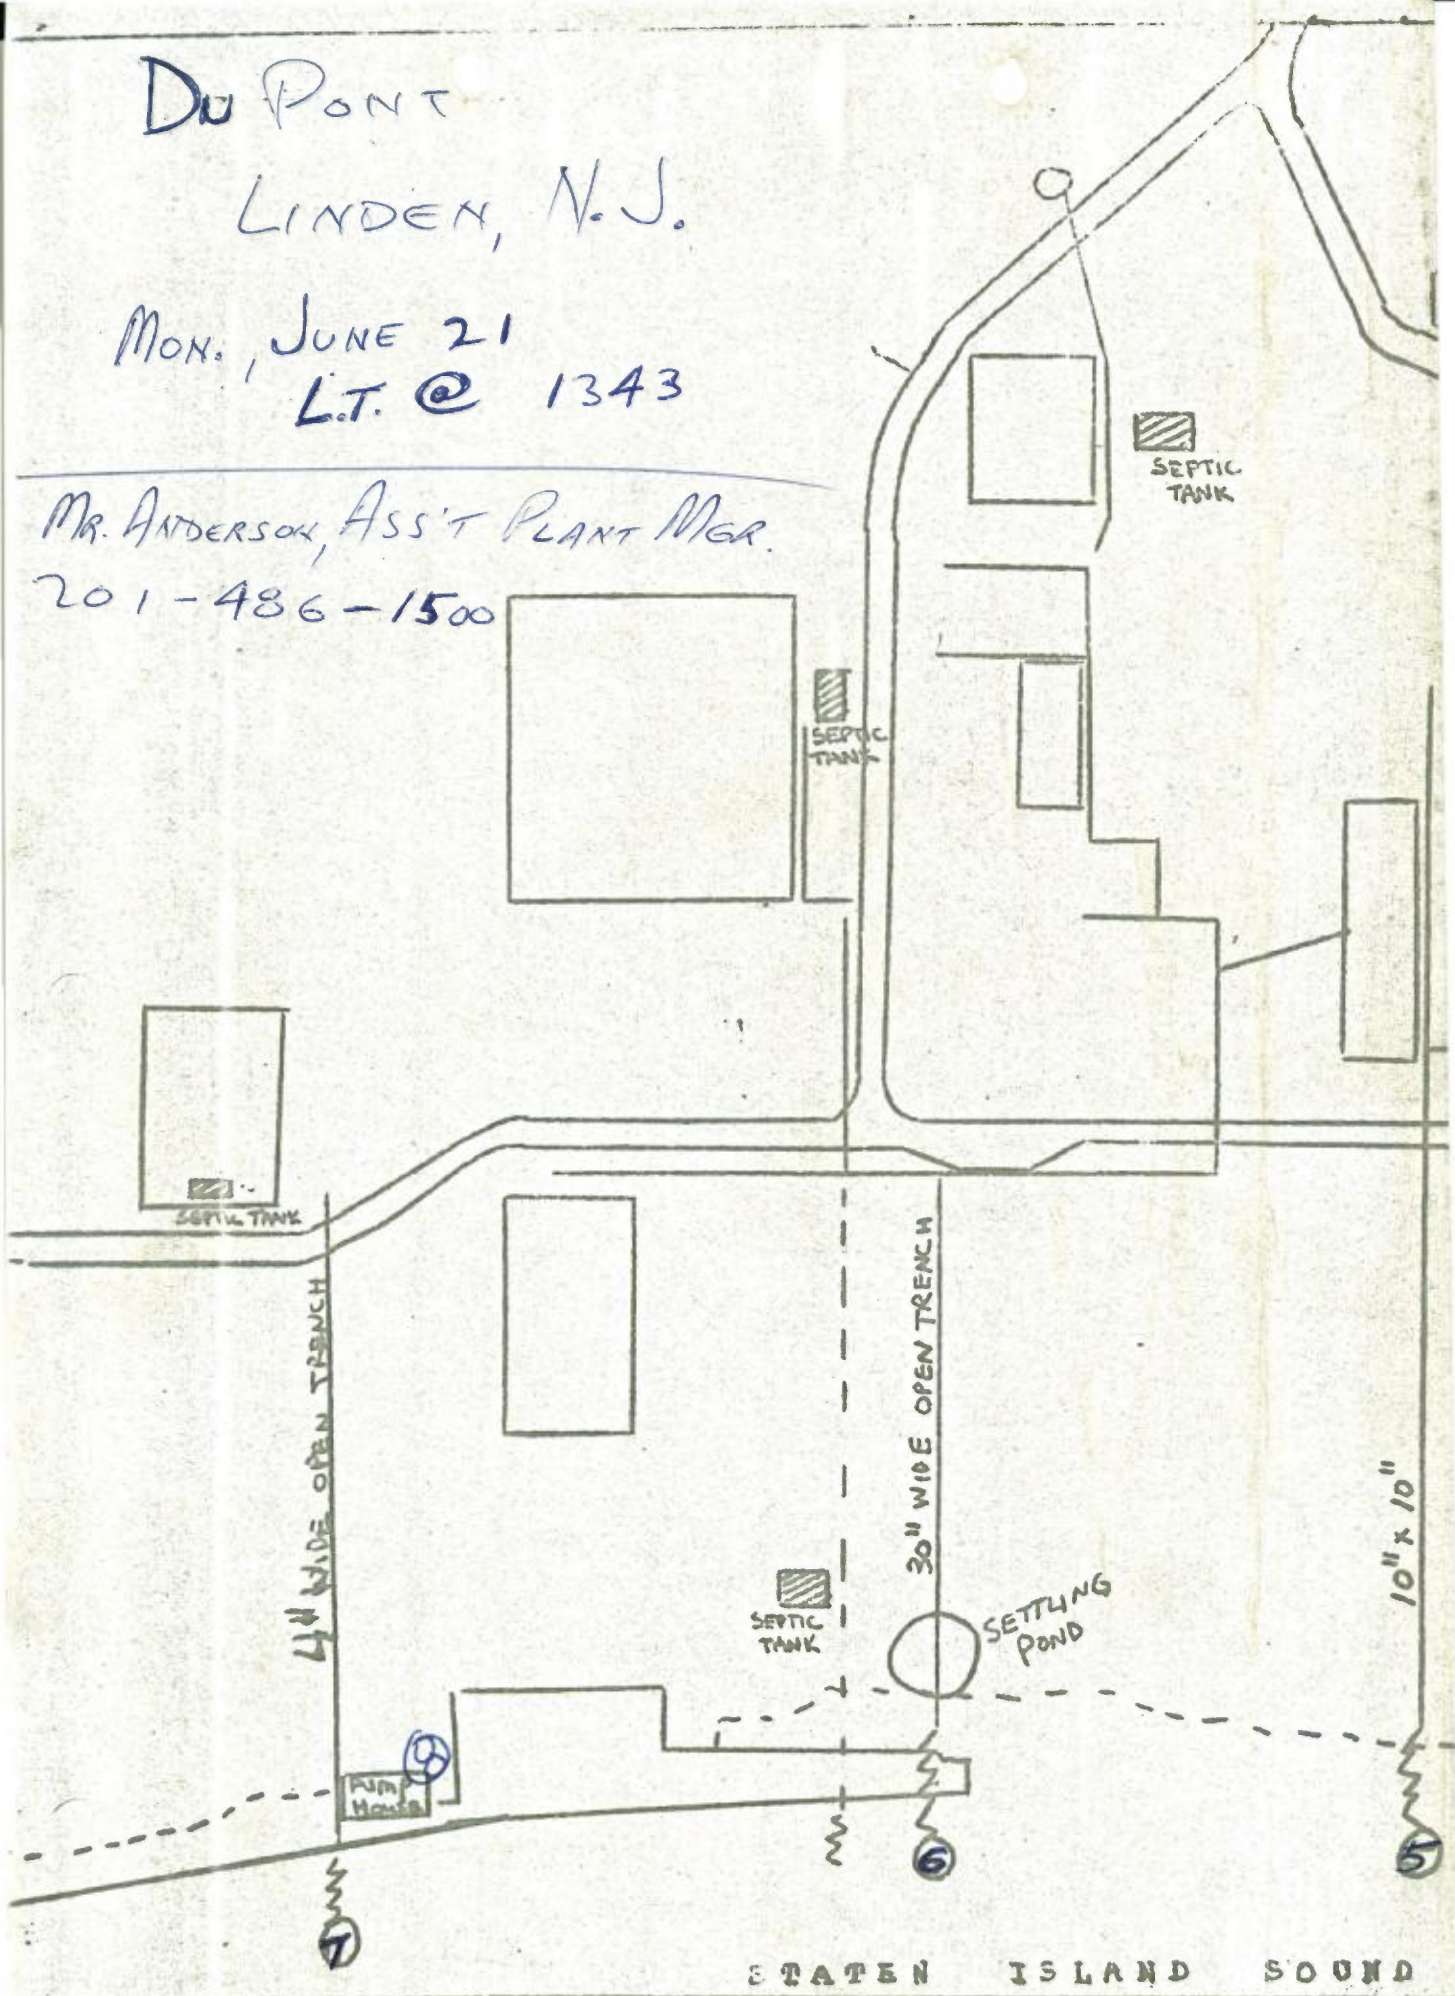 Du PONT
LINDEN, N.J.
MON., JUNE 21
L.T. @ 1343
MR. ANDERSON, ASS'T PLANT MGR.
201-486-1500
SEPTIC
TANK
SEPTIC
TANK
SEPTIC TANK
4" WIDE OPEN TRENCH
30" WIDE OPEN TRENCH
10" x 10"
SEPTIC
TANK
SETTLING
POND
8
PUMP
HOUSE
7
6
5
STATEN ISLAND SOUND